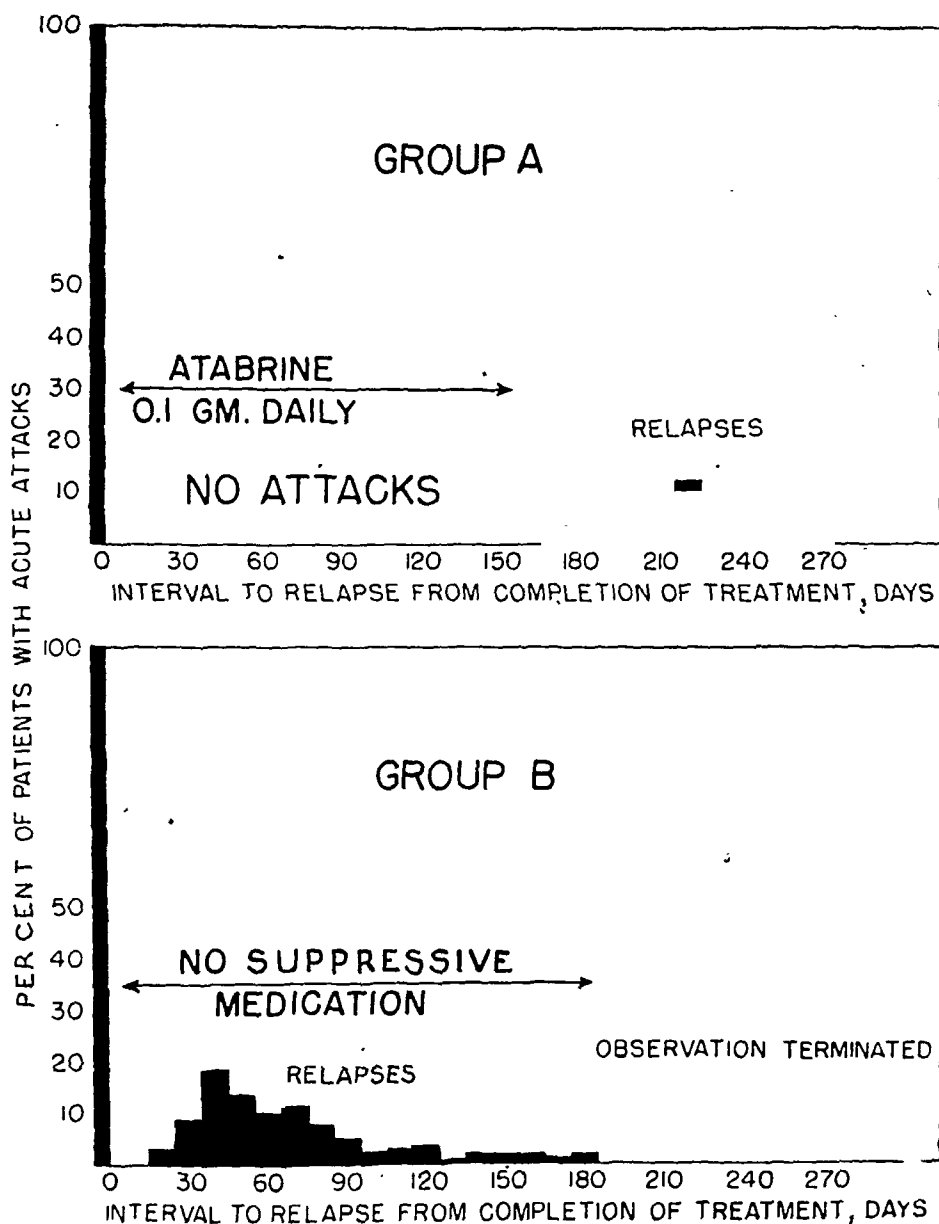 PER CENT OF PATIENTS WITH ACUTE ATTACKS
100
GROUP A
50
40
30
20
10
ATABRINE
0.1 GM. DAILY
RELAPSES
NO ATTACKS
0 30 60 90 120 150 180 210 240 270
INTERVAL TO RELAPSE FROM COMPLETION OF TREATMENT, DAYS
100
GROUP B
50
40
30
20
10
NO SUPPRESSIVE
MEDICATION
OBSERVATION TERMINATED
RELAPSES
0 30 60 90 120 150 180 210 240 270
INTERVAL TO RELAPSE FROM COMPLETION OF TREATMENT, DAYS